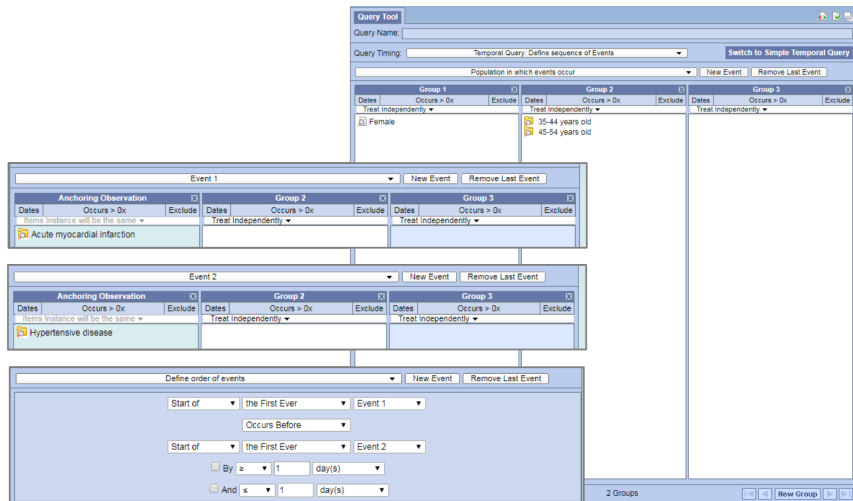 Query Tool
Query Name:
Query Timing: Temporal Query: Define sequence of Events Switch to Simple Temporal Query
Population in which events occur New Event Remove Last Event
Group 1 Group 2 Group 3
Dates Occurs > 0x Exclude Dates Occurs > 0x Exclude Dates Occurs > 0x Exclude
Treat Independently Treat Independently Treat Independently
Female 35-44 years old
45-54 years old
Event 1 New Event Remove Last Event
Anchoring Observation Group 2 Group 3
Dates Occurs > 0x Exclude Dates Occurs > 0x Exclude Dates Occurs > 0x Exclude
Items Instance will be the same Treat Independently Treat Independently
Acute myocardial infarction
Event 2 New Event Remove Last Event
Anchoring Observation Group 2 Group 3
Dates Occurs > 0x Exclude Dates Occurs > 0x Exclude Dates Occurs > 0x Exclude
Items Instance will be the same Treat Independently Treat Independently
Hypertensive disease
Define order of events New Event Remove Last Event
Start of the First Ever Event 1
Occurs Before
Start of the First Ever Event 2
By ≥ 1 day(s)
And ≤ 1 day(s)
2 Groups New Group